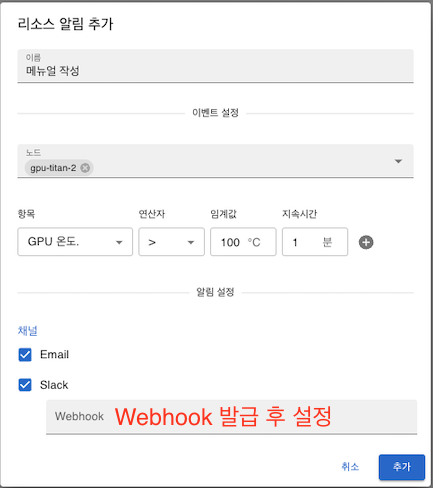 리소스 알림 추가
이름
메뉴얼 작성
이벤트 설정
노드
gpu-titan-2
항목 연산자 임계값 지속시간
GPU 온도. > 100 °C 1 분
알림 설정
채널
Email
Slack
Webhook Webhook 발급 후 설정
취소 추가